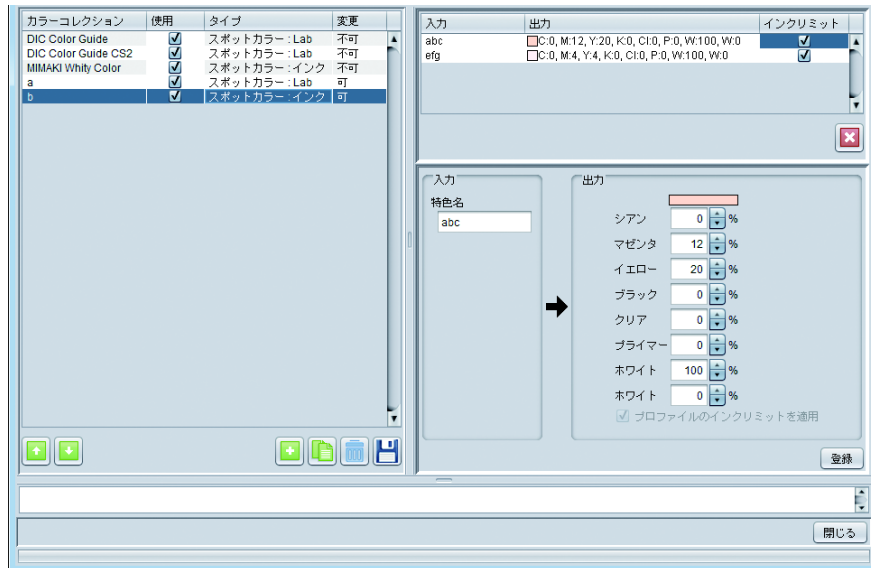 カラーコレクション 使用 タイプ 変更
DIC Color Guide スポットカラー : Lab 不可
DIC Color Guide CS2 スポットカラー : Lab 不可
MIMAKI Whity Color スポットカラー : インク 不可
a スポットカラー : Lab 可
b スポットカラー : インク 可
入力 出力 インクリミット
abc C:0, M:12, Y:20, K:0, Cl:0, P:0, W:100, W:0
efg C:0, M:4, Y:4, K:0, Cl:0, P:0, W:100, W:0
入力
特色名
abc
出力
シアン 0 %
マゼンタ 12 %
イエロー 20 %
ブラック 0 %
クリア 0 %
プライマー 0 %
ホワイト 100 %
ホワイト 0 %
プロファイルのインクリミットを適用
登録
閉じる